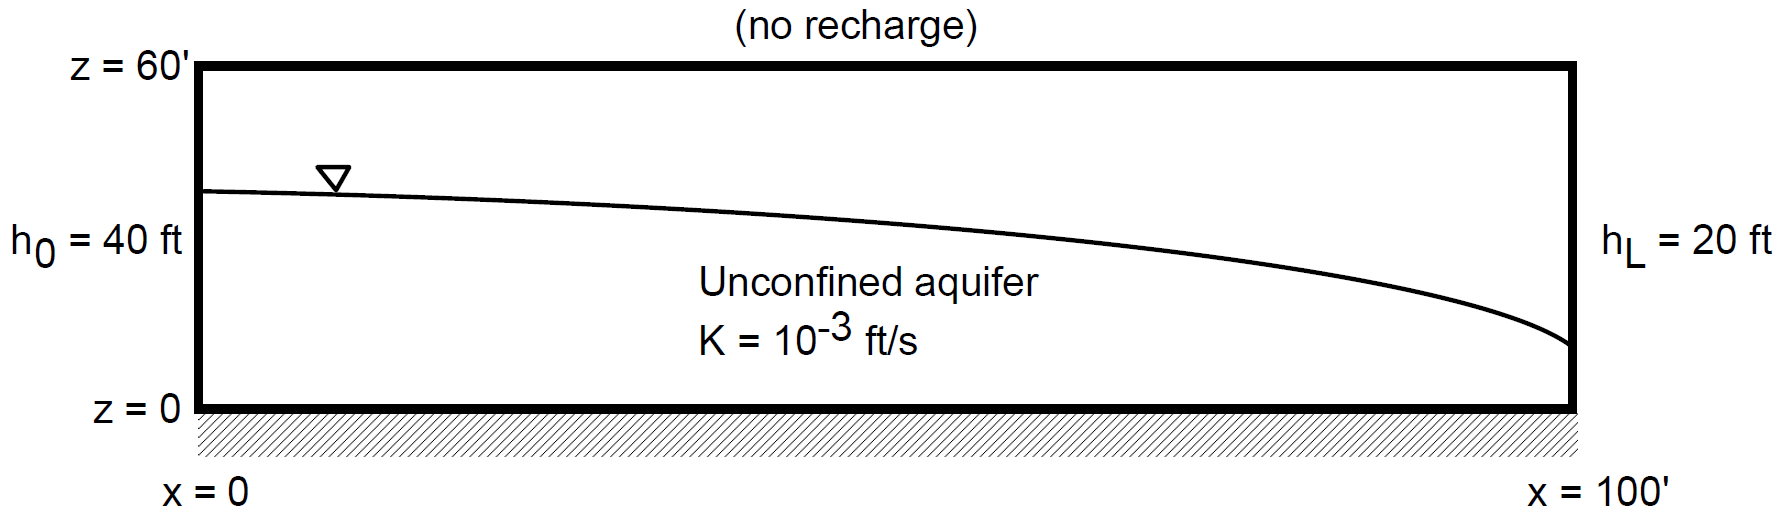 (no recharge)
z = 60'
h0 = 40 ft
hL = 20 ft
Unconfined aquifer
K = 10-3 ft/s
z = 0
x = 0
x = 100'